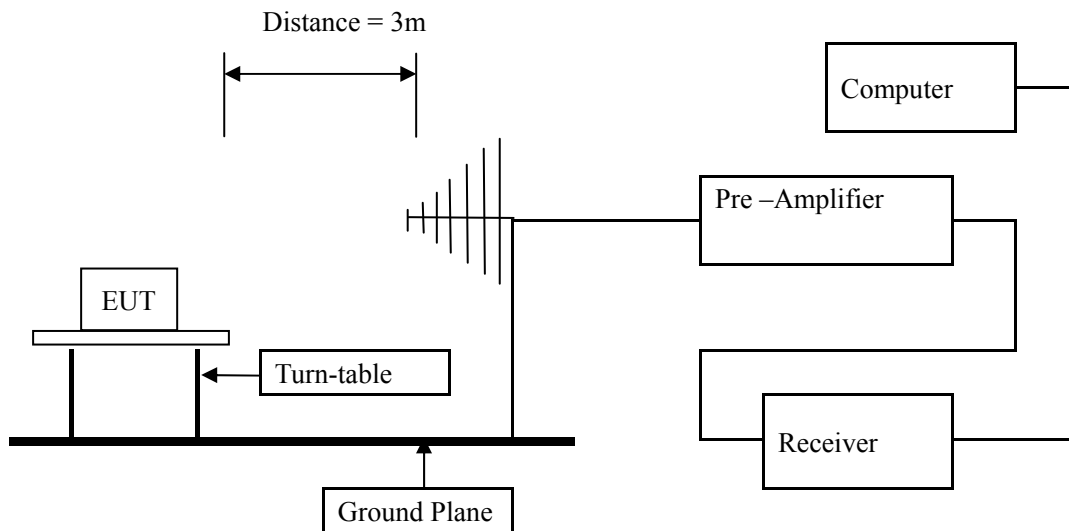 Distance = 3m
Computer
Pre –Amplifier
EUT
Turn-table
Receiver
Ground Plane